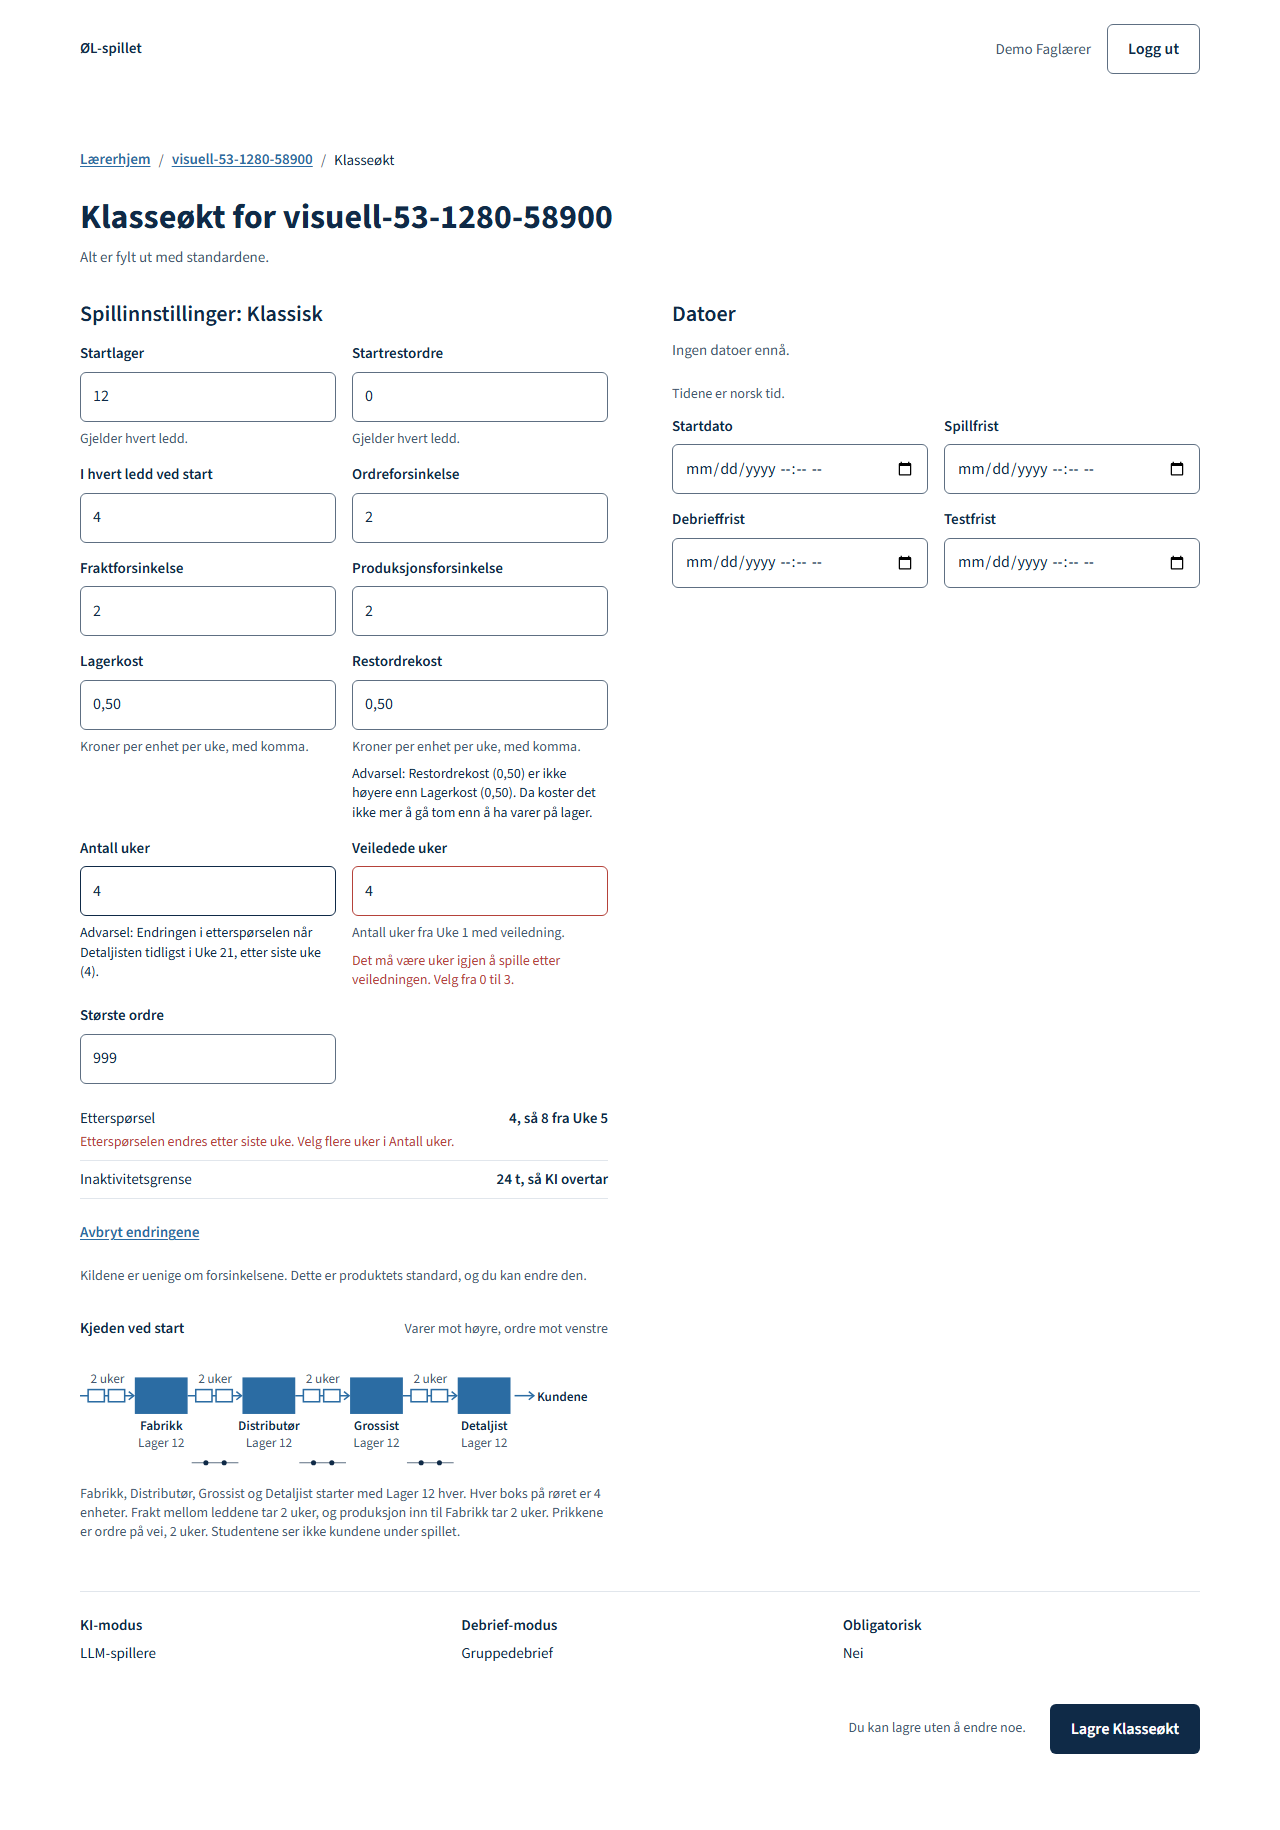 ØL-spillet
Demo Faglærer
Logg ut
Lærerhjem / visuell-53-1280-58900 / Klasseøkt
Klasseøkt for visuell-53-1280-58900
Alt er fylt ut med standardene.
Spillinnstillinger: Klassisk
Startlager
Startrestordre
12
0
Gjelder hvert ledd.
Gjelder hvert ledd.
I hvert ledd ved start
Ordreforsinkelse
4
2
Fraktforsinkelse
Produksjonsforsinkelse
2
2
Lagerkost
Restordrekost
0,50
0,50
Kroner per enhet per uke, med komma.
Kroner per enhet per uke, med komma.
Advarsel: Restordrekost (0,50) er ikke
høyere enn Lagerkost (0,50). Da koster det
ikke mer å gå tom enn å ha varer på lager.
Antall uker
Veiledede uker
4
4
Advarsel: Endringen i etterspørselen når
Detaljisten tidligst i Uke 21, etter siste uke
(4).
Antall uker fra Uke 1 med veiledning.
Det må være uker igjen å spille etter
veiledningen. Velg fra 0 til 3.
Største ordre
999
Etterspørsel
4, så 8 fra Uke 5
Etterspørselen endres etter siste uke. Velg flere uker i Antall uker.
Inaktivitetsgrense
24 t, så KI overtar
Avbryt endringene
Kildene er uenige om forsinkelsene. Dette er produktets standard, og du kan endre den.
Kjeden ved start
Varer mot høyre, ordre mot venstre
2 uker
2 uker
2 uker
2 uker
Kundene
Fabrikk
Distributør
Grossist
Detaljist
Lager 12
Lager 12
Lager 12
Lager 12
Fabrikk, Distributør, Grossist og Detaljist starter med Lager 12 hver. Hver boks på røret er 4
enheter. Frakt mellom leddene tar 2 uker, og produksjon inn til Fabrikk tar 2 uker. Prikkene
er ordre på vei, 2 uker. Studentene ser ikke kundene under spillet.
Datoer
Ingen datoer ennå.
Tidene er norsk tid.
Startdato
Spillfrist
mm/dd/yyyy --:-- --
mm/dd/yyyy --:-- --
Debrieffrist
Testfrist
mm/dd/yyyy --:-- --
mm/dd/yyyy --:-- --
KI-modus
Debrief-modus
Obligatorisk
LLM-spillere
Gruppedebrief
Nei
Du kan lagre uten å endre noe.
Lagre Klasseøkt